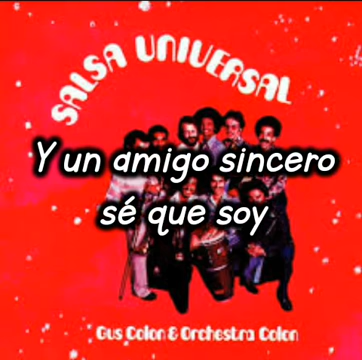 SALSA UNIVERSAL
Y un amigo sincero
sé que soy
Gus Colon & Orchestra Colon